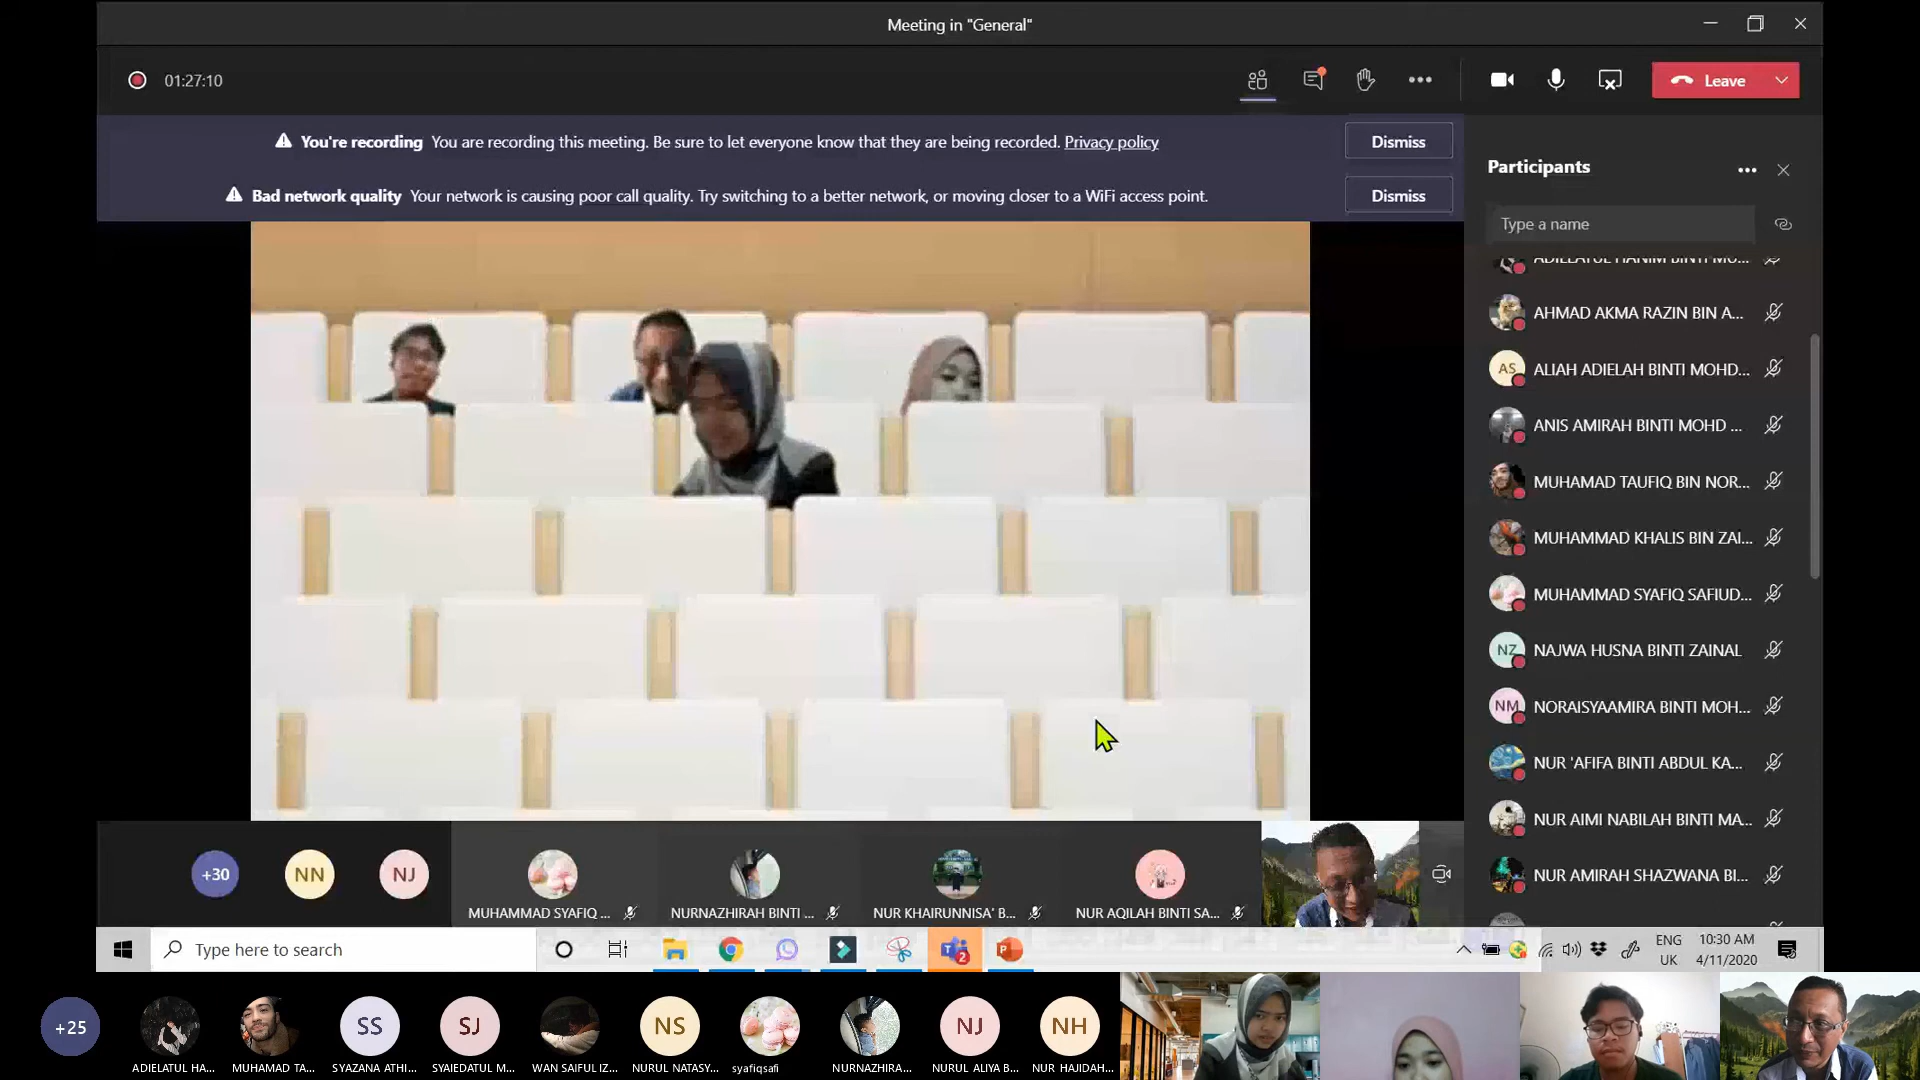 Meeting in "General"
01:27:10
Leave
You're recording You are recording this meeting. Be sure to let everyone know that they are being recorded. Privacy policy
Dismiss
Bad network quality Your network is causing poor call quality. Try switching to a better network, or moving closer to a WiFi access point.
Dismiss
Participants
Type a name
ADIELATUL HANIM BINTI MU...
AHMAD AKMA RAZIN BIN A...
AS
ALIAH ADIELAH BINTI MOHD...
ANIS AMIRAH BINTI MOHD ...
MUHAMAD TAUFIQ BIN NOR...
MUHAMMAD KHALIS BIN ZAI...
MUHAMMAD SYAFIQ SAFIUD...
NZ
NAJWA HUSNA BINTI ZAINAL
NM
NORAISYAAMIRA BINTI MOH...
NUR 'AFIFA BINTI ABDUL KA...
NUR AIMI NABILAH BINTI MA...
NUR AMIRAH SHAZWANA BI...
+30
NN
NJ
MUHAMMAD SYAFIQ ...
NURNAZHIRAH BINTI ...
NUR KHAIRUNNISA' B...
NUR AQILAH BINTI SA...
Type here to search
2
ENG
UK
10:30 AM
4/11/2020
+25
SS
SJ
NS
NJ
NH
ADIELATUL HA...
MUHAMAD TA...
SYAZANA ATHI...
SYAIEDATUL M...
WAN SAIFUL IZ...
NURUL NATASY...
syafiqsafi
NURNAZHIRA...
NURUL ALIYA B...
NUR HAJIDAH...